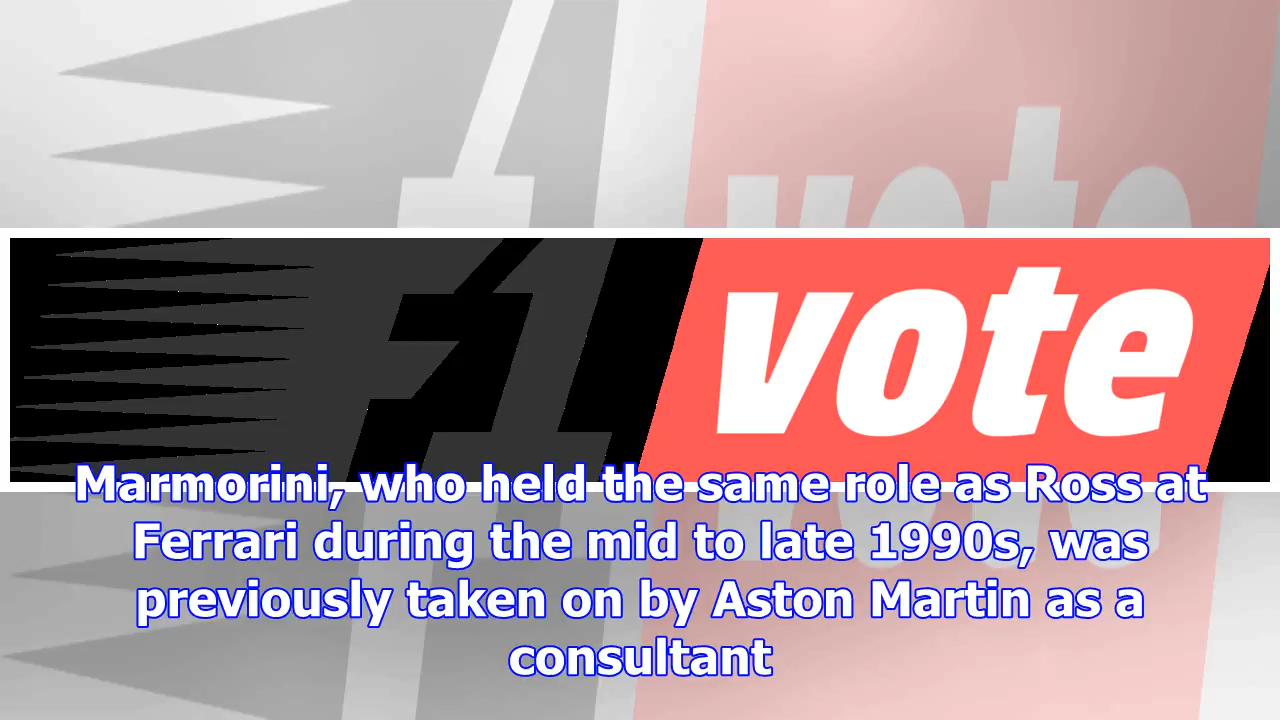 vote
F1 vote
Marmorini, who held the same role as Ross at
Ferrari during the mid to late 1990s, was
previously taken on by Aston Martin as a
consultant